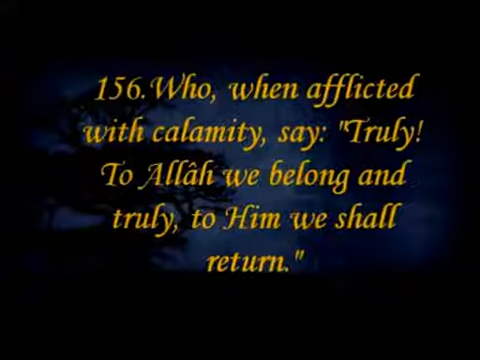 156.Who, when afflicted
with calamity, say: "Truly!
To Allâh we belong and
truly, to Him we shall
return."